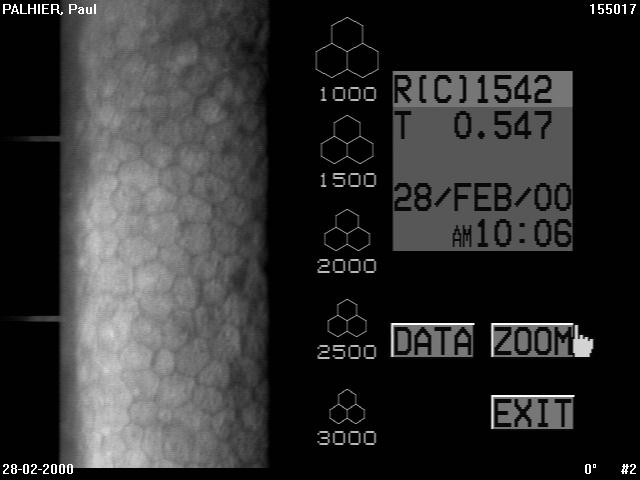 PALHIER, Paul
155017
1000
1500
2000
2500
3000
R[C]1542
T 0.547
28/FEB/00
AM10:06
DATA
ZOOM
EXIT
28-02-2000
0°
#2